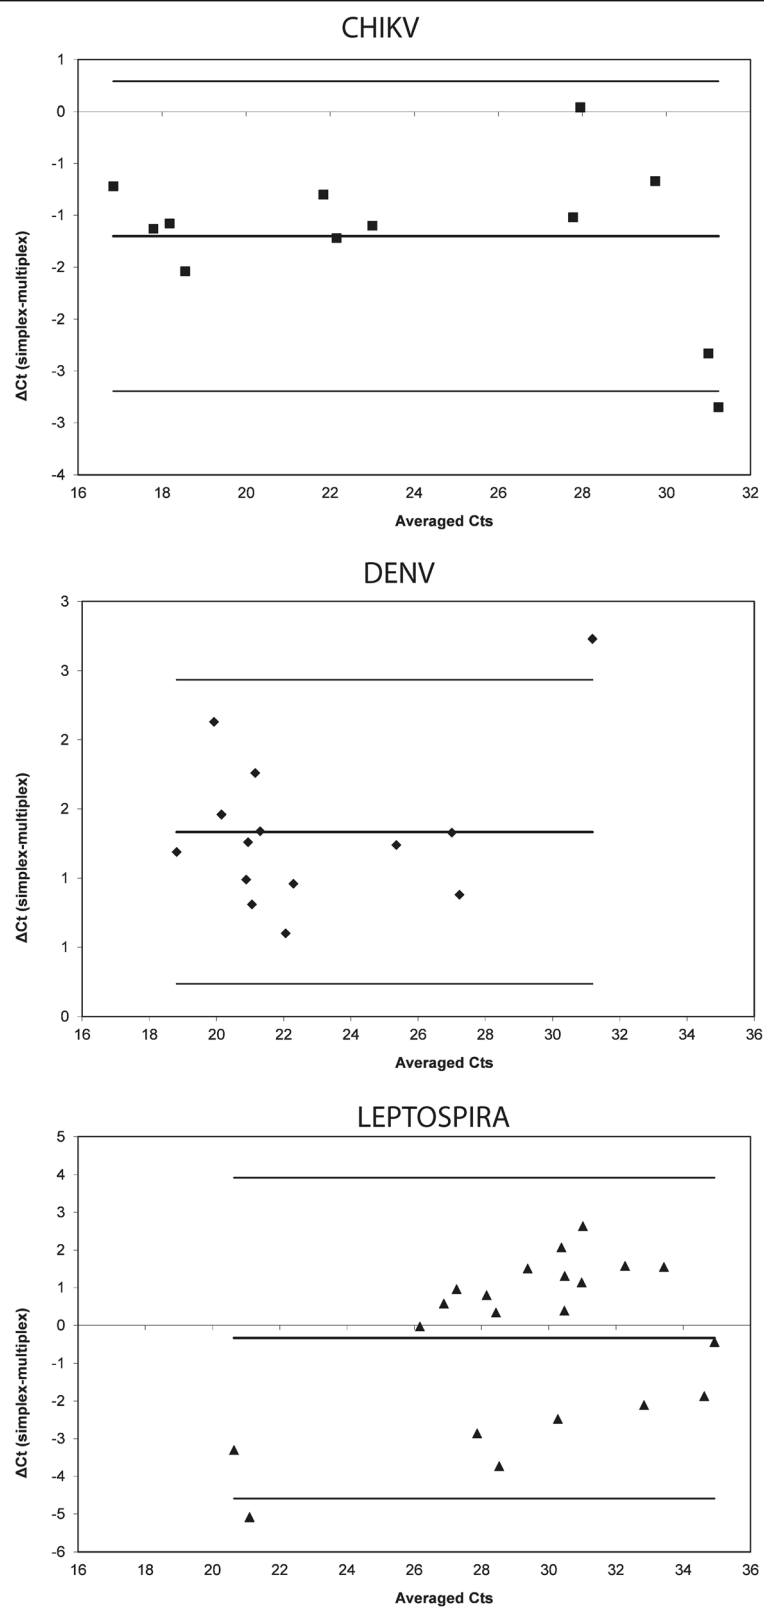 CHIKV
1
0
-1
-1
-2
-2
-3
-3
-4
16 18 20 22 24 26 28 30 32
ΔCt (simplex-multiplex)
Averaged Cts
DENV
3
3
2
2
1
1
0
16 18 20 22 24 26 28 30 32 34 36
ΔCt (simplex-multiplex)
Averaged Cts
LEPTOSPIRA
5
4
3
2
1
0
-1
-2
-3
-4
-5
-6
16 18 20 22 24 26 28 30 32 34 36
ΔCt (simplex-multiplex)
Averaged Cts